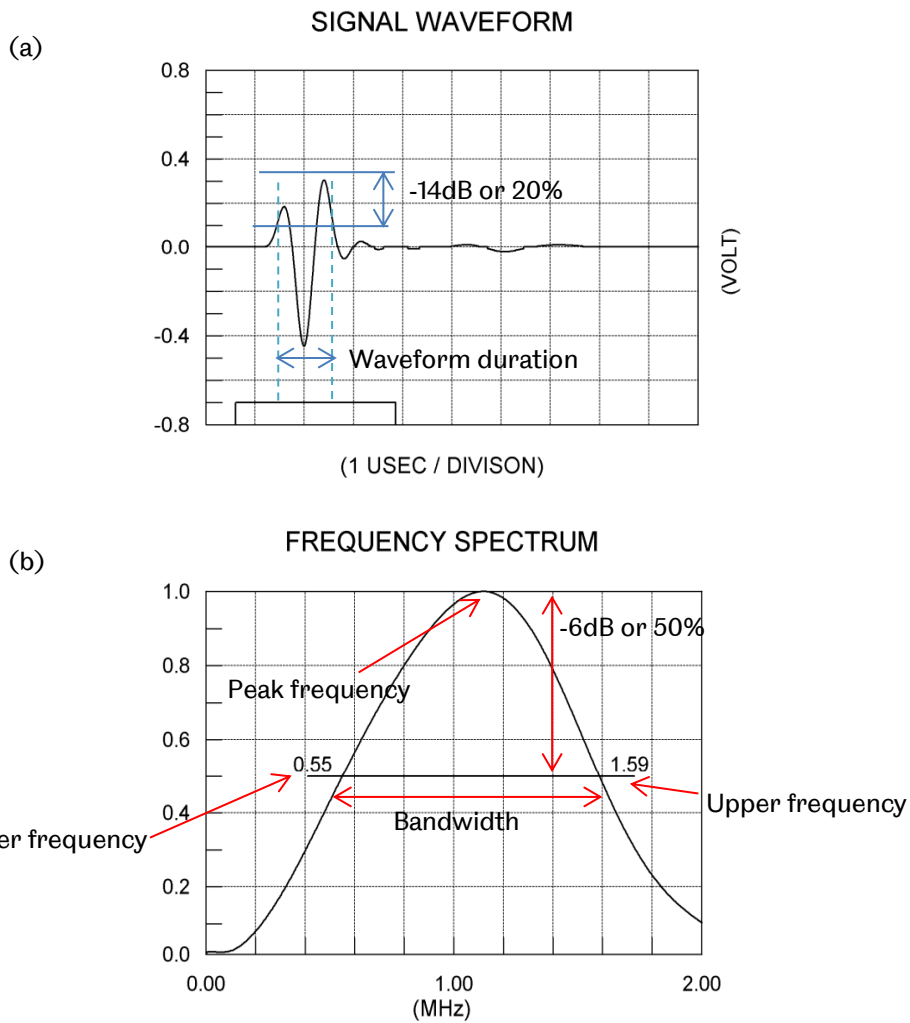 SIGNAL WAVEFORM
(a)
0.8
0.4
-14dB or 20%
0.0
(VOLT)
-0.4
Waveform duration
-0.8
(1 USEC / DIVISON)
FREQUENCY SPECTRUM
(b)
1.0
-6dB or 50%
0.8
Peak frequency
0.6
0.55
1.59
0.4
Upper frequency
Bandwidth
er frequency
0.2
0.0
0.00 1.00 2.00
(MHz)